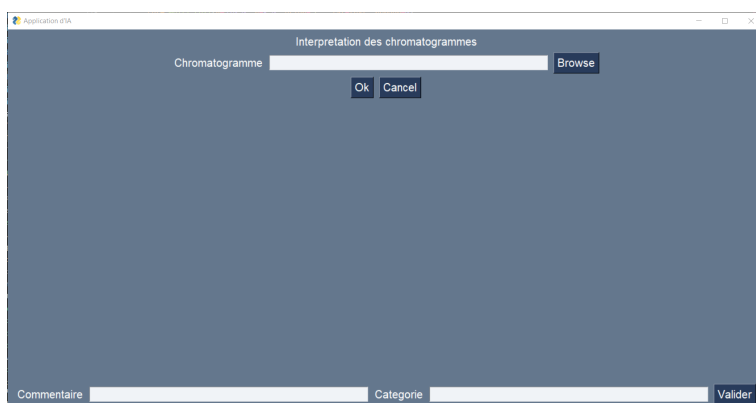 Application d'IA
Interpretation des chromatogrammes
Chromatogramme Browse
Ok Cancel
Commentaire Categorie Valider